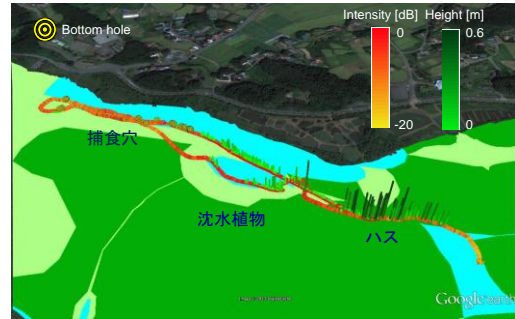 Bottom hole
Intensity [dB]
Height [m]
0
0.6
-20
0
捕食穴
沈水植物
ハス
Google earth